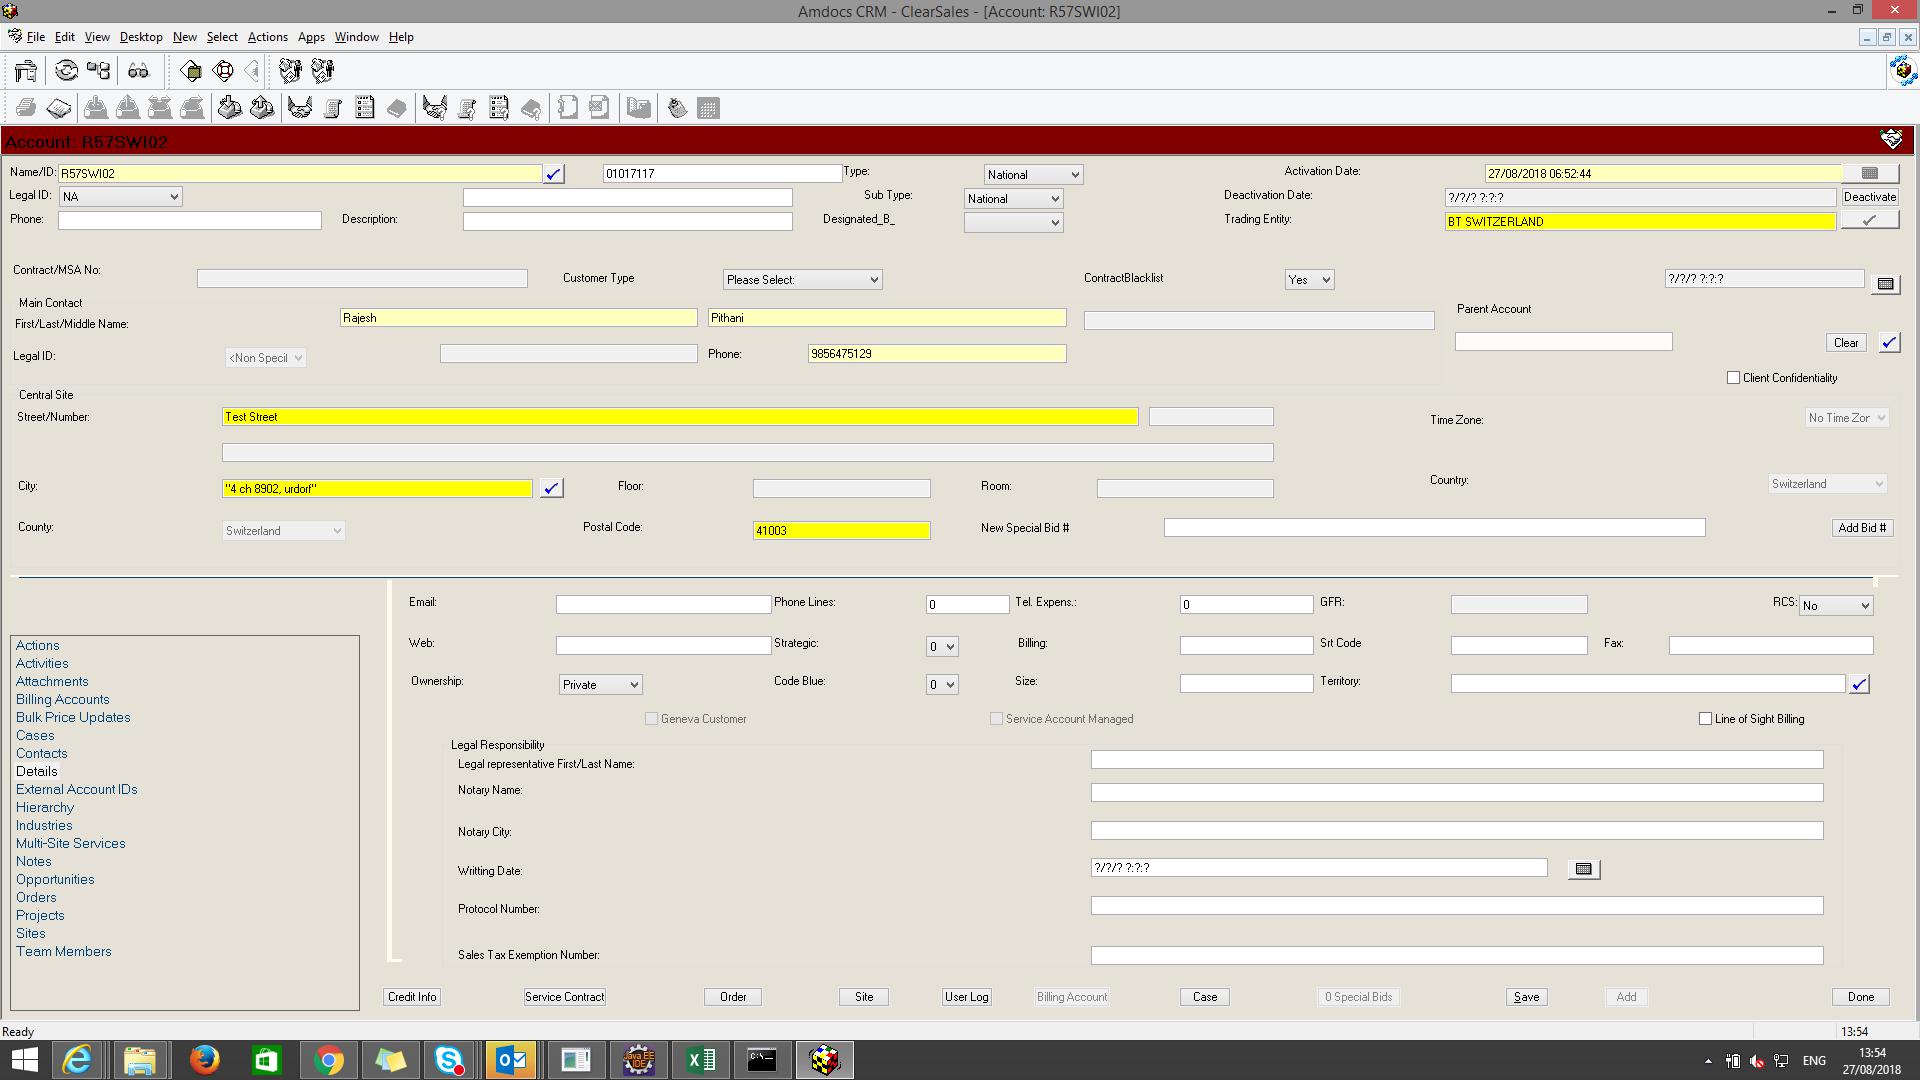 Amdocs CRM - ClearSales - [Account: R57SWI02]
File Edit View Desktop New Select Actions Apps Window Help
Account: R57SWI02
Name/ID: R57SWI02 01017117 Type: National Activation Date: 27/08/2018 06:52:44
Legal ID: NA Sub Type: National Deactivation Date: ?/?/? ?:?:? Deactivate
Phone: Description: Designated_B_ Trading Entity: BT SWITZERLAND
Contract/MSA No: Customer Type Please Select: ContractBlacklist Yes ?/?/? ?:?:?
Main Contact
First/Last/Middle Name: Rajesh Pithani Parent Account
Legal ID: <Non Specil Phone: 9856475129 Clear
Client Confidentiality
Central Site
Street/Number: Test Street Time Zone: No Time Zor
City: "4 ch 8902, urdorf" Floor: Room: Country: Switzerland
County: Switzerland Postal Code: 41003 New Special Bid # Add Bid #
Email: Phone Lines: 0 Tel. Expens.: 0 GFR: RCS: No
Web: Strategic: 0 Billing: Srt Code Fax:
Ownership: Private Code Blue: 0 Size: Territory:
Geneva Customer Service Account Managed Line of Sight Billing
Actions
Activities
Attachments
Billing Accounts
Bulk Price Updates
Cases
Contacts
Details
External Account IDs
Hierarchy
Industries
Multi-Site Services
Notes
Opportunities
Orders
Projects
Sites
Team Members
Legal Responsibility
Legal representative First/Last Name:
Notary Name:
Notary City:
Writting Date: ?/?/? ?:?:?
Protocol Number:
Sales Tax Exemption Number:
Credit Info Service Contract Order Site User Log Billing Account Case 0 Special Bids Save Add Done
Ready 13:54
Java EE
IDE
C:\
ENG 13:54
27/08/2018